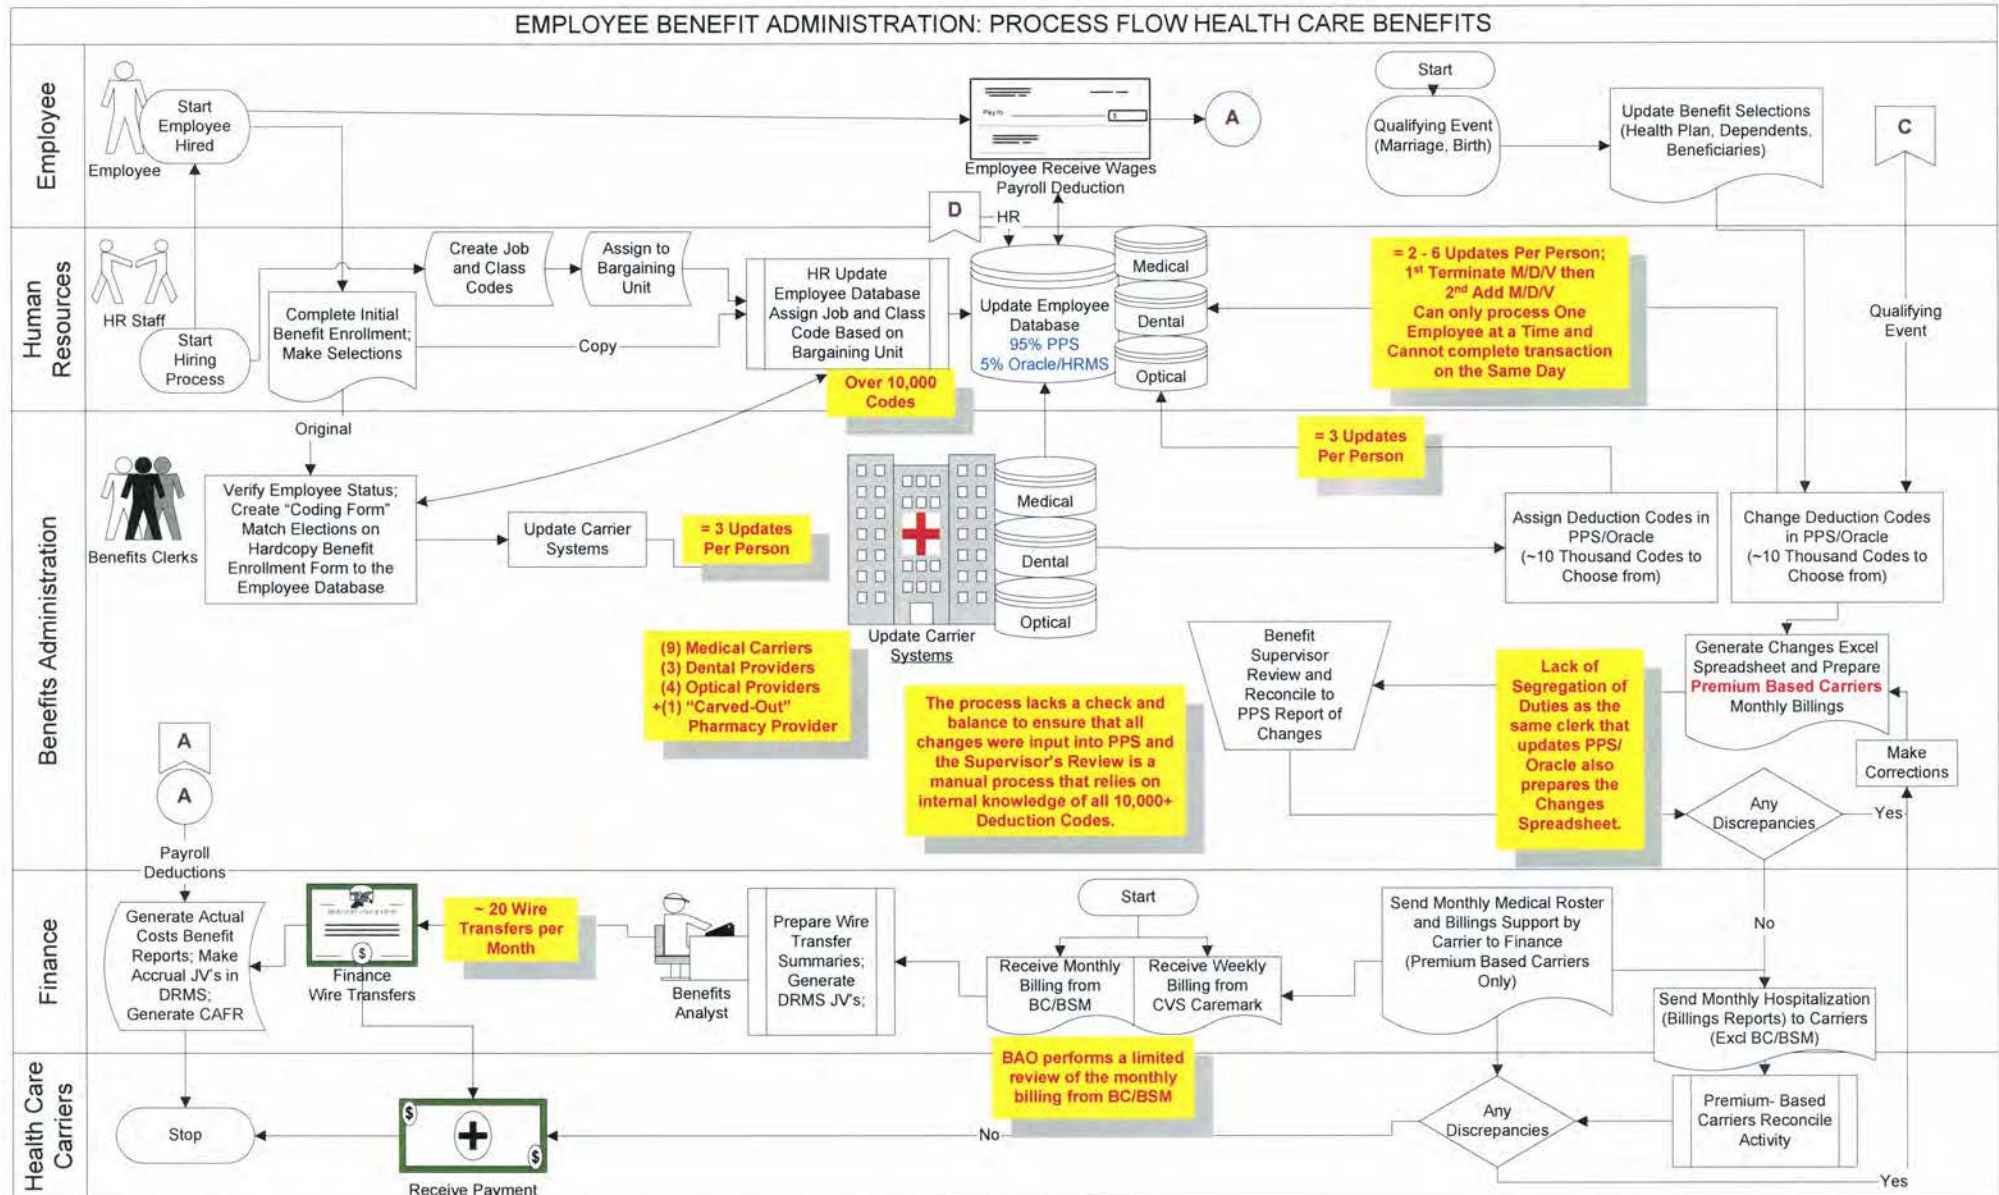 EMPLOYEE BENEFIT ADMINISTRATION: PROCESS FLOW HEALTH CARE BENEFITS
Employee
Start
Employee
Hired
Employee
Pay to
$
Employee Receive Wages
Payroll Deduction
A
Start
Qualifying Event
(Marriage, Birth)
Update Benefit Selections
(Health Plan, Dependents,
Beneficiaries)
C
D
HR
Human
Resources
HR Staff
Start
Hiring
Process
Complete Initial
Benefit Enrollment;
Make Selections
Create Job
and Class
Codes
Assign to
Bargaining
Unit
Copy
HR Update
Employee Database
Assign Job and Class
Code Based on
Bargaining Unit
Over 10,000
Codes
Update Employee
Database
95% PPS
5% Oracle/HRMS
Medical
Dental
Optical
= 2 - 6 Updates Per Person;
1st Terminate M/D/V then
2nd Add M/D/V
Can only process One
Employee at a Time and
Cannot complete transaction
on the Same Day
Qualifying
Event
Benefits Administration
Original
Benefits Clerks
Verify Employee Status;
Create "Coding Form"
Match Elections on
Hardcopy Benefit
Enrollment Form to the
Employee Database
Update Carrier
Systems
= 3 Updates
Per Person
Medical
Dental
Optical
Update Carrier
Systems
= 3 Updates
Per Person
Assign Deduction Codes in
PPS/Oracle
(~10 Thousand Codes to
Choose from)
Change Deduction Codes
in PPS/Oracle
(~10 Thousand Codes to
Choose from)
(9) Medical Carriers
(3) Dental Providers
(4) Optical Providers
+(1) "Carved-Out"
Pharmacy Provider
The process lacks a check and
balance to ensure that all
changes were input into PPS and
the Supervisor's Review is a
manual process that relies on
internal knowledge of all 10,000+
Deduction Codes.
Benefit
Supervisor
Review and
Reconcile to
PPS Report of
Changes
Lack of
Segregation of
Duties as the
same clerk that
updates PPS/
Oracle also
prepares the
Changes
Spreadsheet.
Generate Changes Excel
Spreadsheet and Prepare
Premium Based Carriers
Monthly Billings
Make
Corrections
Any
Discrepancies
Yes
No
A
A
Payroll
Deductions
Finance
Generate Actual
Costs Benefit
Reports; Make
Accrual JV's in
DRMS;
Generate CAFR
$
Finance
Wire Transfers
~ 20 Wire
Transfers per
Month
Benefits
Analyst
Prepare Wire
Transfer
Summaries;
Generate
DRMS JV's;
Start
Receive Monthly
Billing from
BC/BSM
Receive Weekly
Billing from
CVS Caremark
Send Monthly Medical Roster
and Billings Support by
Carrier to Finance
(Premium Based Carriers
Only)
Send Monthly Hospitalization
(Billings Reports) to Carriers
(Excl BC/BSM)
Health Care
Carriers
Stop
$
$
Receive Payment
BAO performs a limited
review of the monthly
billing from BC/BSM
No
Any
Discrepancies
Premium- Based
Carriers Reconcile
Activity
Yes